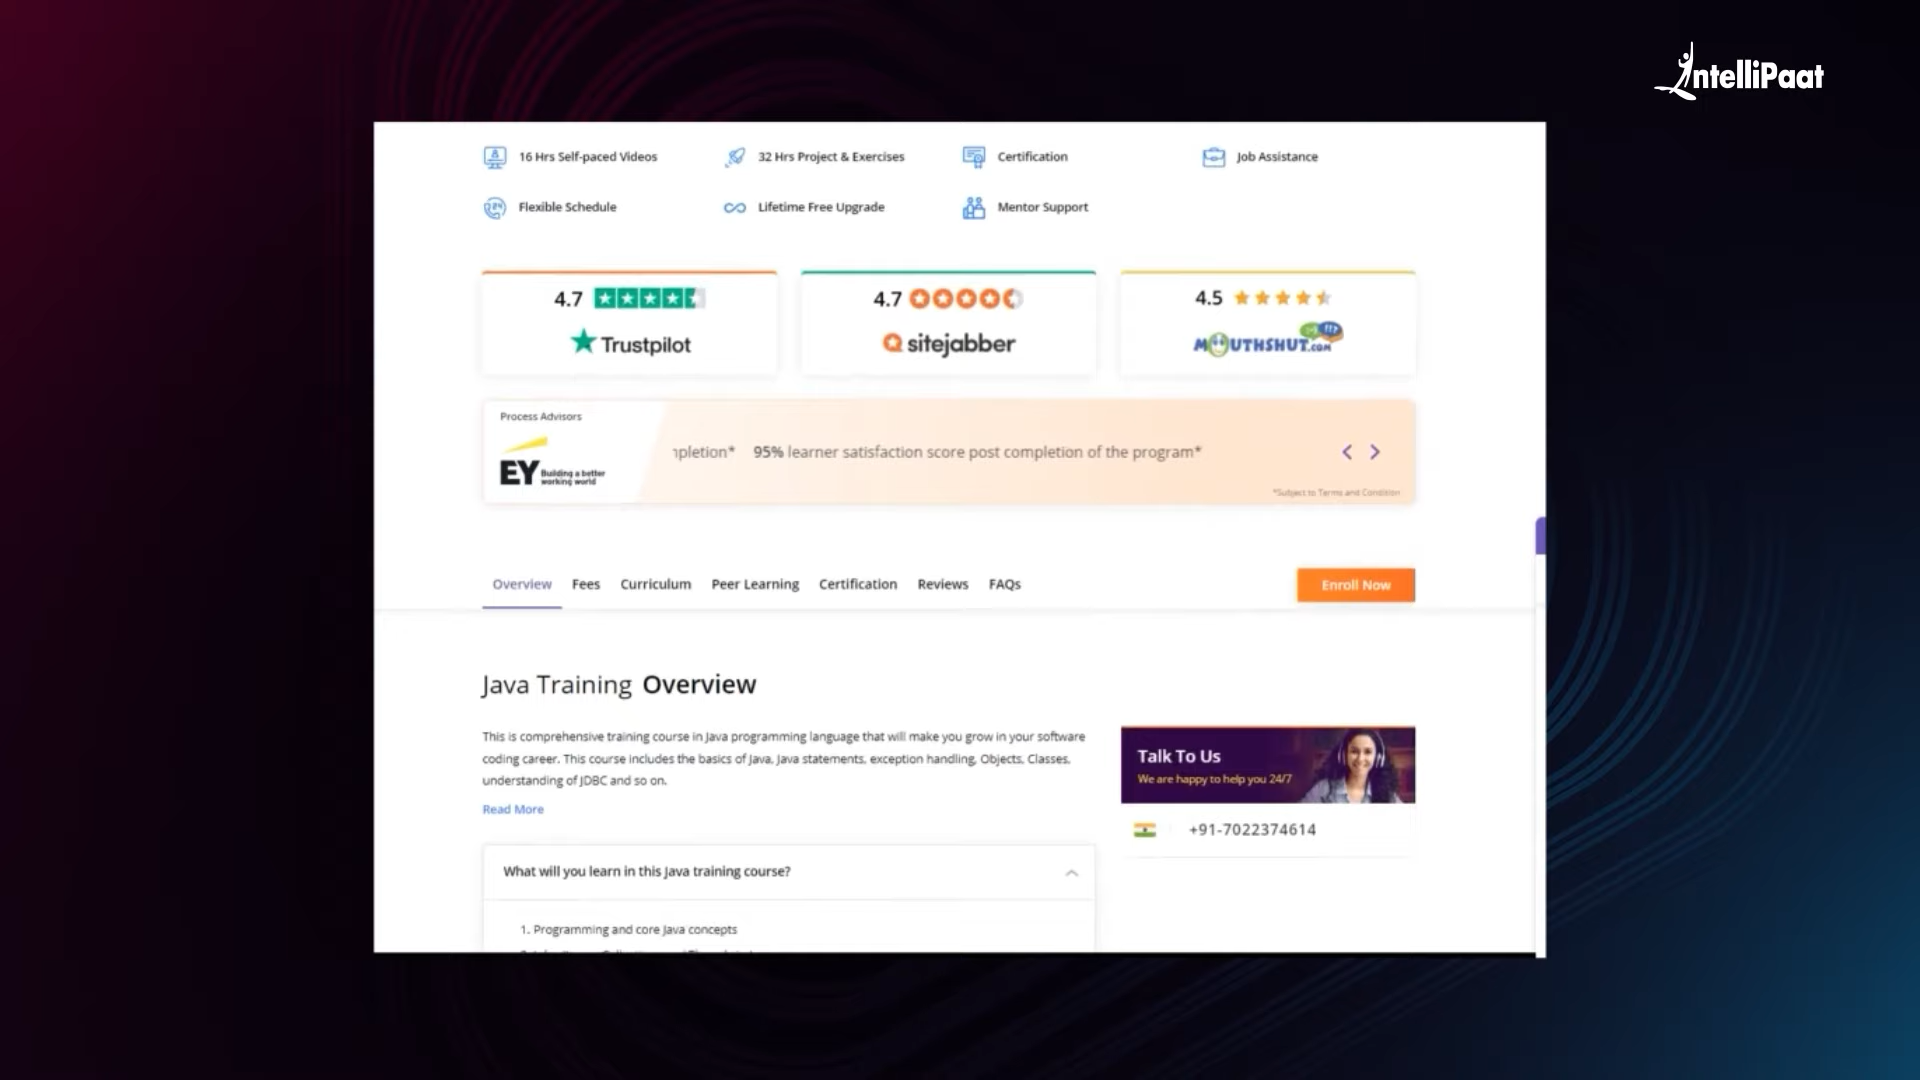 IntelliPaat
16 Hrs Self-paced Videos
32 Hrs Project & Exercises
Certification
Job Assistance
Flexible Schedule
Lifetime Free Upgrade
Mentor Support
4.7
Trustpilot
4.7
sitejabber
4.5
MOUTHSHUT.COM
Process Advisors
EY Building a better
working world
mpletion* 95% learner satisfaction score post completion of the program*
*Subject to Terms and Condition
Overview Fees Curriculum Peer Learning Certification Reviews FAQs
Enroll Now
Java Training Overview
This is comprehensive training course in Java programming language that will make you grow in your software
coding career. This course includes the basics of Java, Java statements, exception handling, Objects, Classes,
understanding of JDBC and so on.
Read More
Talk To Us
We are happy to help you 24/7
+91-7022374614
What will you learn in this Java training course?
1. Programming and core Java concepts